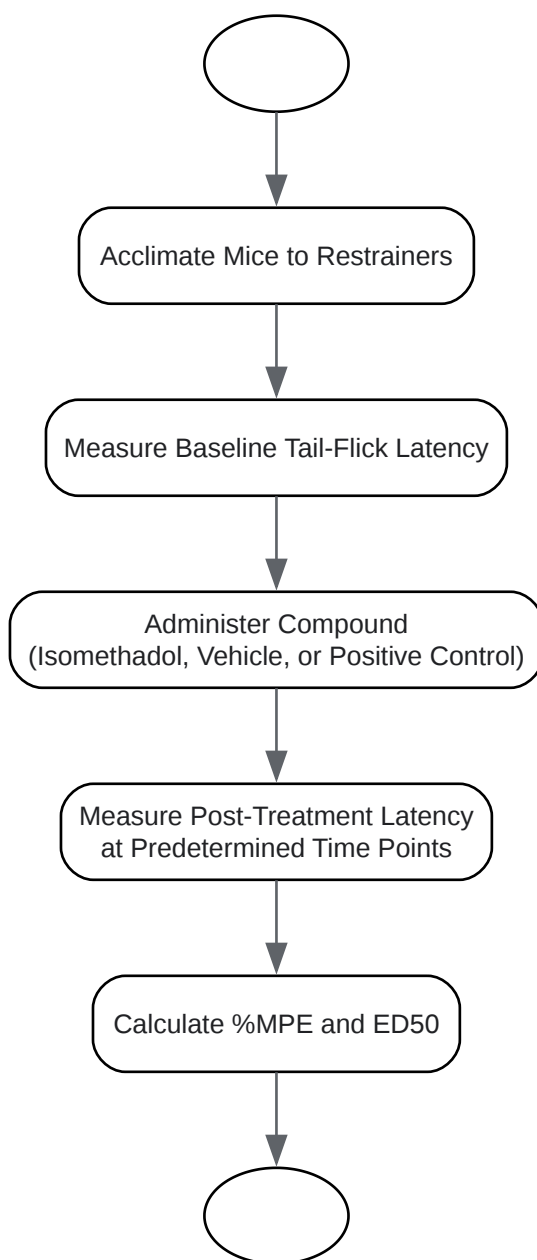 Acclimate Mice to Restrainers
Measure Baseline Tail-Flick Latency
Administer Compound
(Isomethadol, Vehicle, or Positive Control)
Measure Post-Treatment Latency
at Predetermined Time Points
Calculate %MPE and ED50